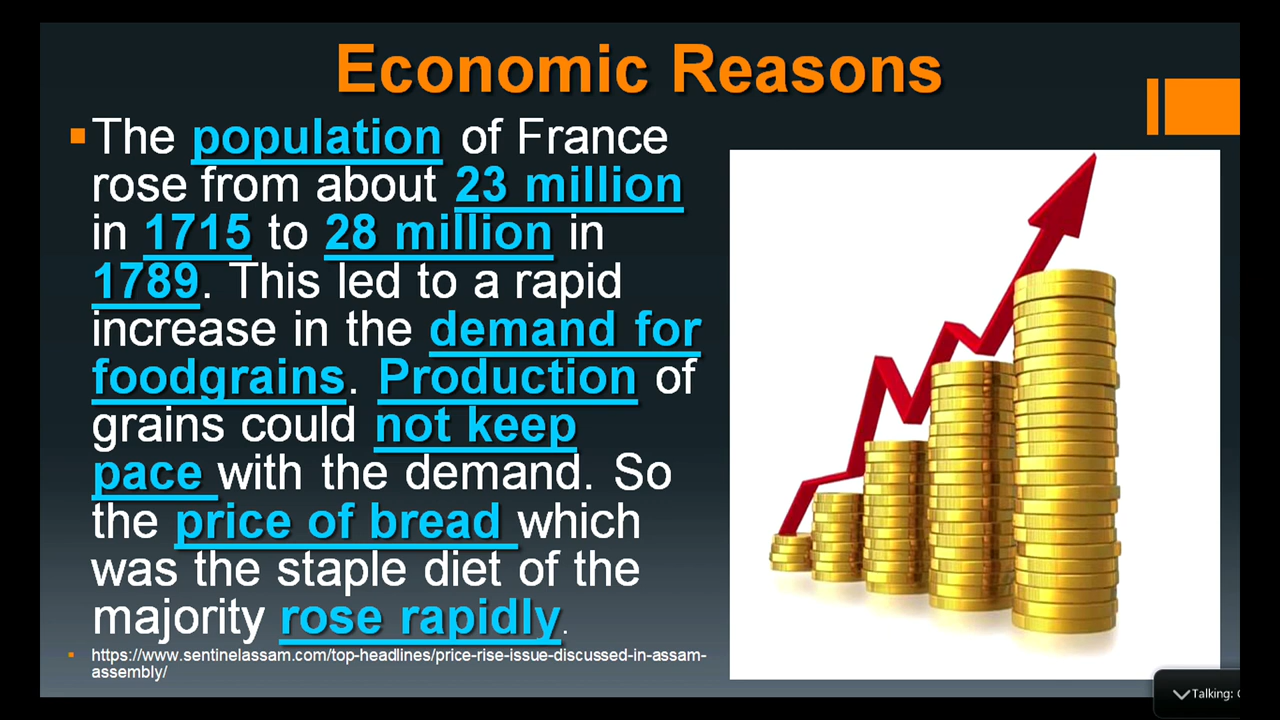 Economic Reasons
The population of France
rose from about 23 million
in 1715 to 28 million in
1789. This led to a rapid
increase in the demand for
foodgrains. Production of
grains could not keep
pace with the demand. So
the price of bread which
was the staple diet of the
majority rose rapidly.
https://www.sentinelassam.com/top-headlines/price-rise-issue-discussed-in-assam-
assembly/
Talking: